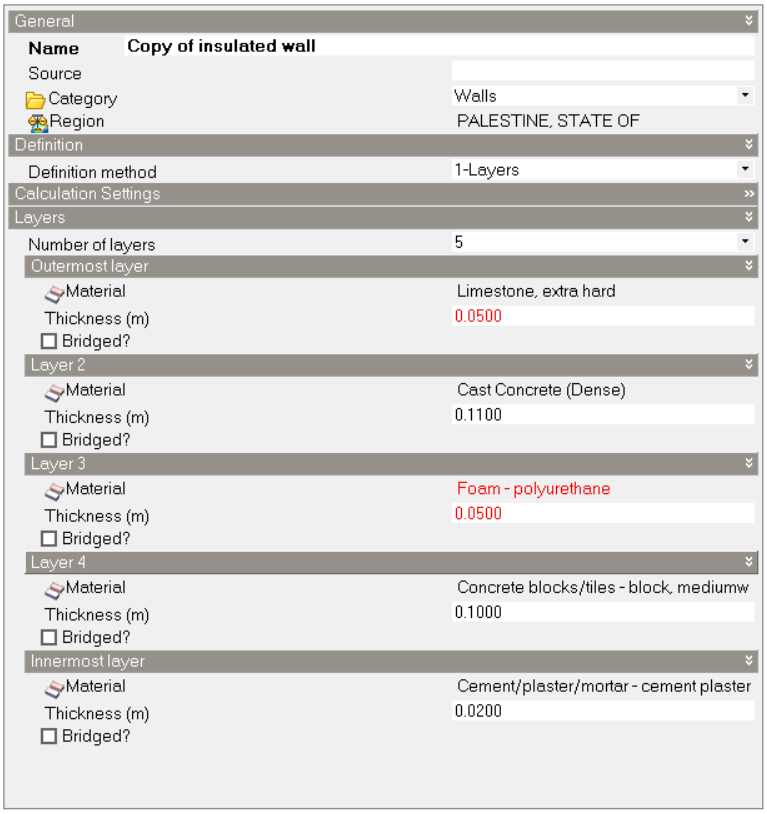 General
Name Copy of insulated wall
Source
Category Walls
Region PALESTINE, STATE OF
Definition
Definition method 1-Layers
Calculation Settings
Layers
Number of layers 5
Outermost layer
Material Limestone, extra hard
Thickness (m) 0.0500
Bridged?
Layer 2
Material Cast Concrete (Dense)
Thickness (m) 0.1100
Bridged?
Layer 3
Material Foam - polyurethane
Thickness (m) 0.0500
Bridged?
Layer 4
Material Concrete blocks/tiles - block, mediumw
Thickness (m) 0.1000
Bridged?
Innermost layer
Material Cement/plaster/mortar - cement plaster
Thickness (m) 0.0200
Bridged?